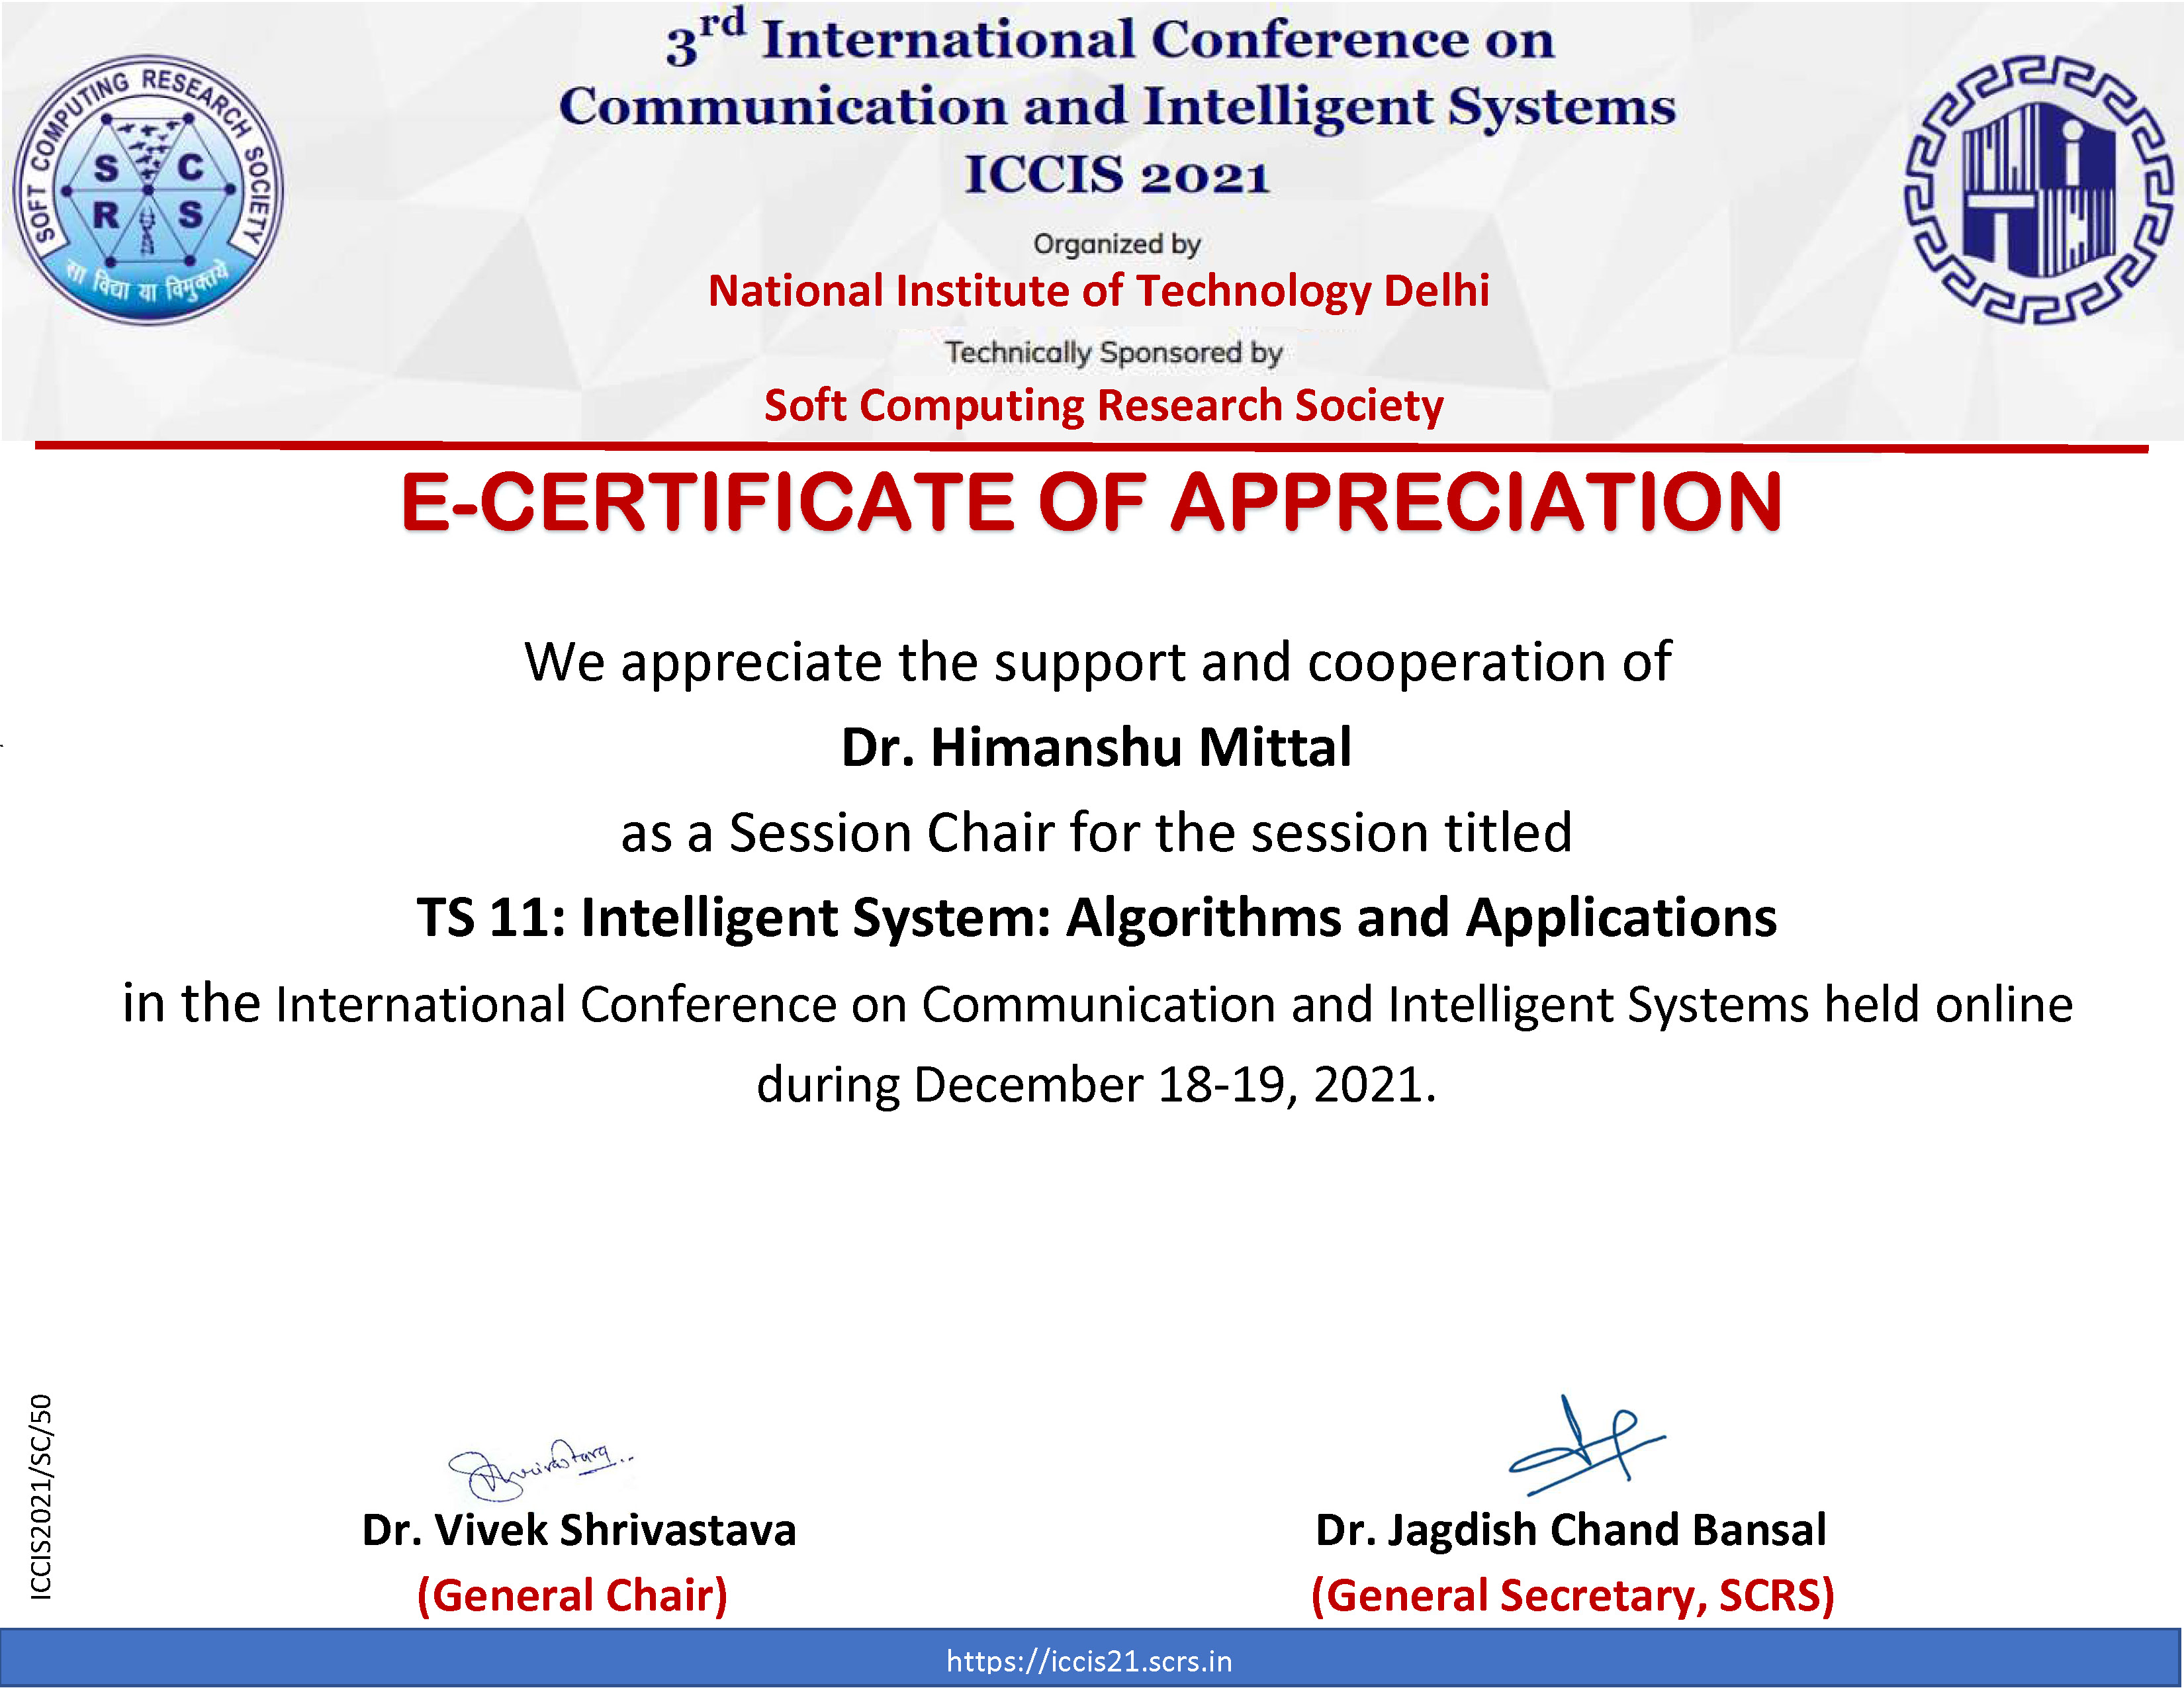 3rd International Conference on
Communication and Intelligent Systems
ICCIS 2021
Organized by
National Institute of Technology Delhi
Technically Sponsored by
Soft Computing Research Society
SOFT COMPUTING RESEARCH SOCIETY
S C
R S
सा विद्या या विमुक्तये
E-CERTIFICATE OF APPRECIATION
We appreciate the support and cooperation of
Dr. Himanshu Mittal
as a Session Chair for the session titled
TS 11: Intelligent System: Algorithms and Applications
in the International Conference on Communication and Intelligent Systems held online
during December 18-19, 2021.
ICCIS2021/SC/50
Shrivastava
Dr. Vivek Shrivastava
(General Chair)
Dr. Jagdish Chand Bansal
(General Secretary, SCRS)
https://iccis21.scrs.in